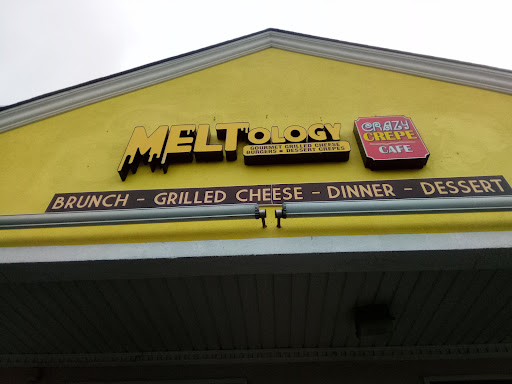 MELTOLOGY
GOURMET GRILLED CHEESE
BURGERS ★ DESSERT CREPES
CRAZY
CREPE
CAFE
BRUNCH - GRILLED CHEESE - DINNER - DESSERT